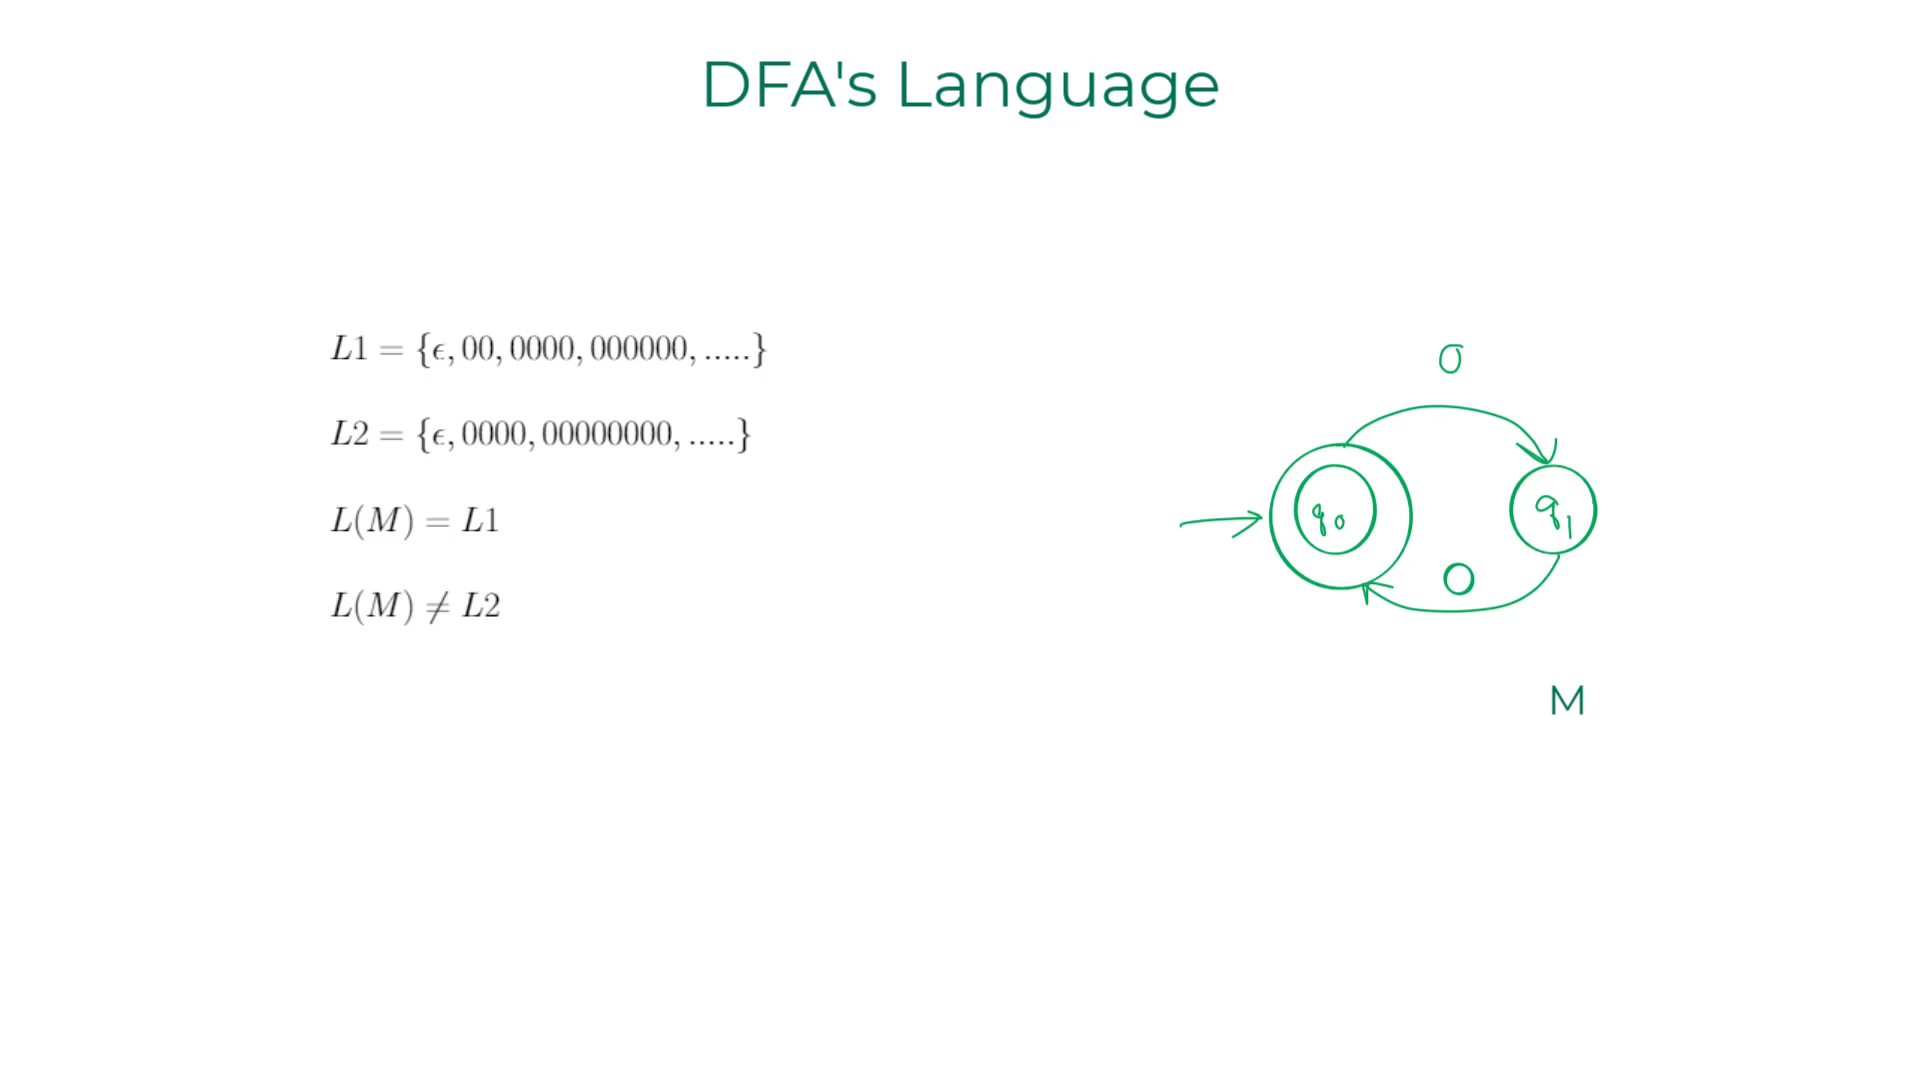 DFA's Language
L1 = {ϵ, 00, 0000, 000000, .....}
L2 = {ϵ, 0000, 00000000, .....}
L(M) = L1
L(M) ≠ L2
0
q0
q1
0
M